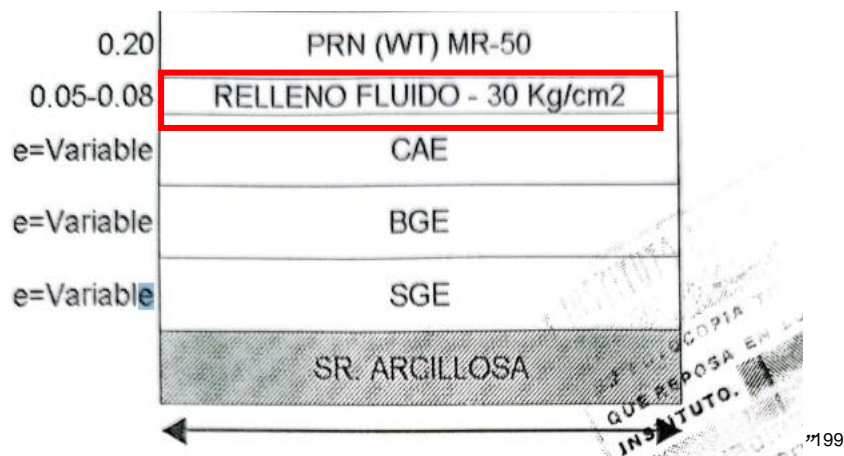 0.20 PRN (WT) MR-50
0.05-0.08 RELLENO FLUIDO - 30 Kg/cm2
e=Variable CAE
e=Variable BGE
e=Variable SGE
SR. ARCILLOSA
QUE REPOSA EN
INSTITUTO.
”199